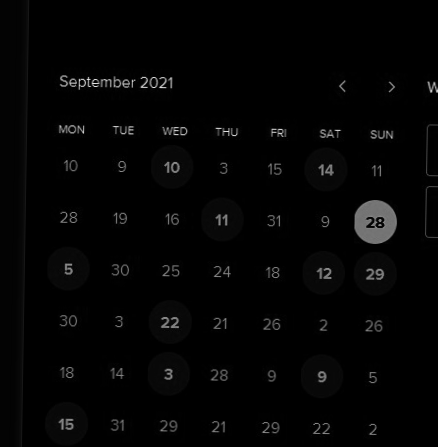 September 2021
W
MON TUE WED THU FRI SAT SUN
10 9 10 3 15 14 11
28 19 16 11 31 9 28
5 30 25 24 18 12 29
30 3 22 21 26 2 26
18 14 3 28 9 9 5
15 31 29 21 29 22 2